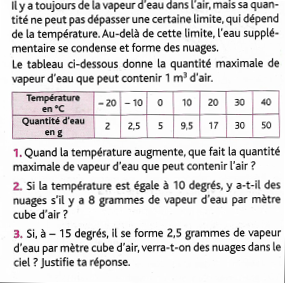 Il y a toujours de la vapeur d'eau dans l'air, mais sa quan-
tité ne peut pas dépasser une certaine limite, qui dépend
de la température. Au-delà de cette limite, l'eau supplé-
mentaire se condense et forme des nuages.
Le tableau ci-dessous donne la quantité maximale de
vapeur d'eau que peut contenir 1 m³ d'air.
Température en °C – 20 – 10 0 10 20 30 40
Quantité d'eau en g 2 2,5 5 9,5 17 30 50
1. Quand la température augmente, que fait la quantité
maximale de vapeur d'eau que peut contenir l'air ?
2. Si la température est égale à 10 degrés, y a-t-il des
nuages s'il y a 8 grammes de vapeur d'eau par mètre
cube d'air ?
3. Si, à – 15 degrés, il se forme 2,5 grammes de vapeur
d'eau par mètre cube d'air, verra-t-on des nuages dans le
ciel ? Justifie ta réponse.